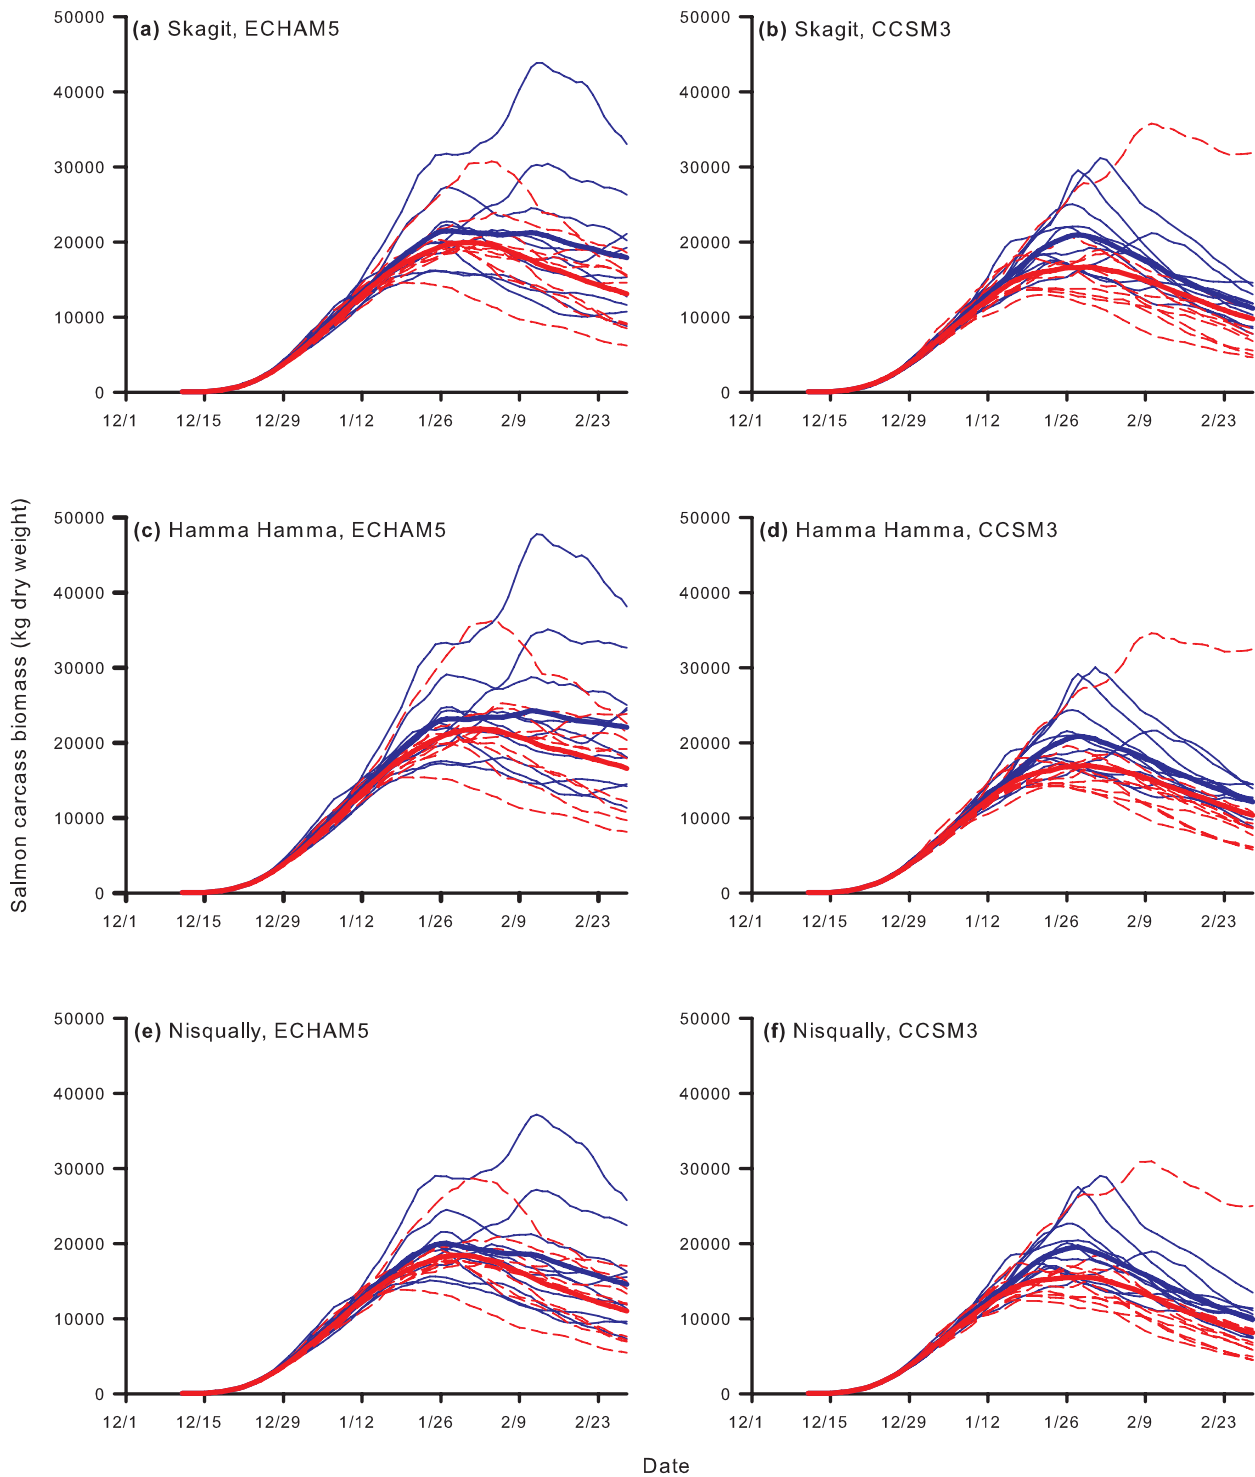 Salmon carcass biomass (kg dry weight)
(a) Skagit, ECHAM5
50000
40000
30000
20000
10000
0
12/1 12/15 12/29 1/12 1/26 2/9 2/23
(b) Skagit, CCSM3
50000
40000
30000
20000
10000
0
12/1 12/15 12/29 1/12 1/26 2/9 2/23
(c) Hamma Hamma, ECHAM5
50000
40000
30000
20000
10000
0
12/1 12/15 12/29 1/12 1/26 2/9 2/23
(d) Hamma Hamma, CCSM3
50000
40000
30000
20000
10000
0
12/1 12/15 12/29 1/12 1/26 2/9 2/23
(e) Nisqually, ECHAM5
50000
40000
30000
20000
10000
0
12/1 12/15 12/29 1/12 1/26 2/9 2/23
(f) Nisqually, CCSM3
50000
40000
30000
20000
10000
0
12/1 12/15 12/29 1/12 1/26 2/9 2/23
Date